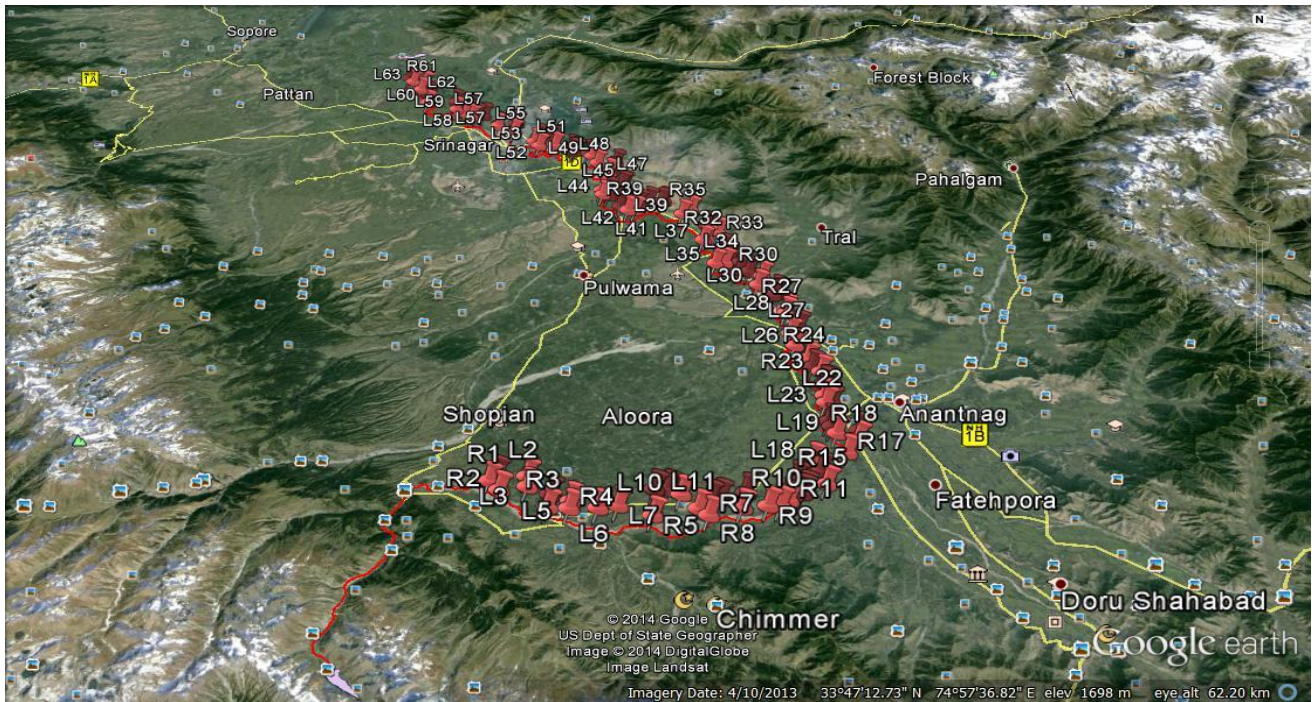 Sopore
N
1A
Pattan
Forest Block
R61
L63
L62
L60
L59
L57
L58
L57
L55
L53
L51
Srinagar
L52
L49
L48
1D
L47
L45
L44
R39
R35
Pahalgam
L39
L42
L41
L37
R32
R33
Tral
L34
L35
R30
L30
Pulwama
R27
L28
L27
L26
R24
R23
L22
L23
Shopian
Aloora
L19
R18
Anantnag
NH
1B
R17
L18
R15
R1
L2
R2
R3
L3
L10
L11
R10
R11
Fatehpora
L5
R4
L7
R5
R7
R9
L6
R8
Doru Shahabad
Chimmer
© 2014 Google
US Dept of State Geographer
Image © 2014 DigitalGlobe
Image Landsat
Google earth
Imagery Date: 4/10/2013 33°47'12.73" N 74°57'36.82" E elev 1698 m eye alt 62.20 km